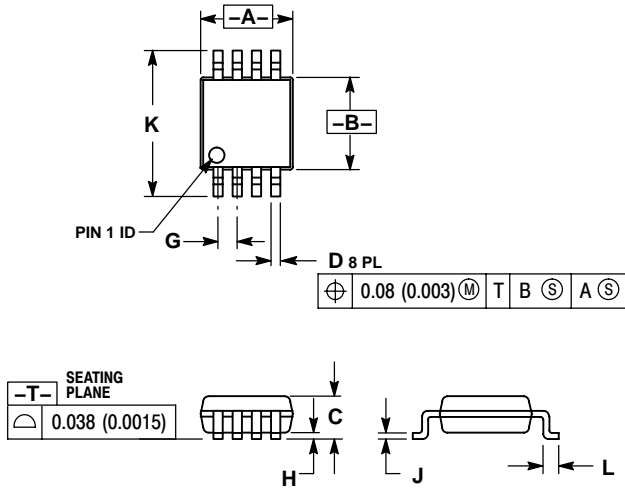 –A–
K
–B–
PIN 1 ID
G
D 8 PL
⌖ 0.08 (0.003) Ⓜ T B Ⓢ A Ⓢ
–T– SEATING PLANE
⌓ 0.038 (0.0015)
C
H
J
L